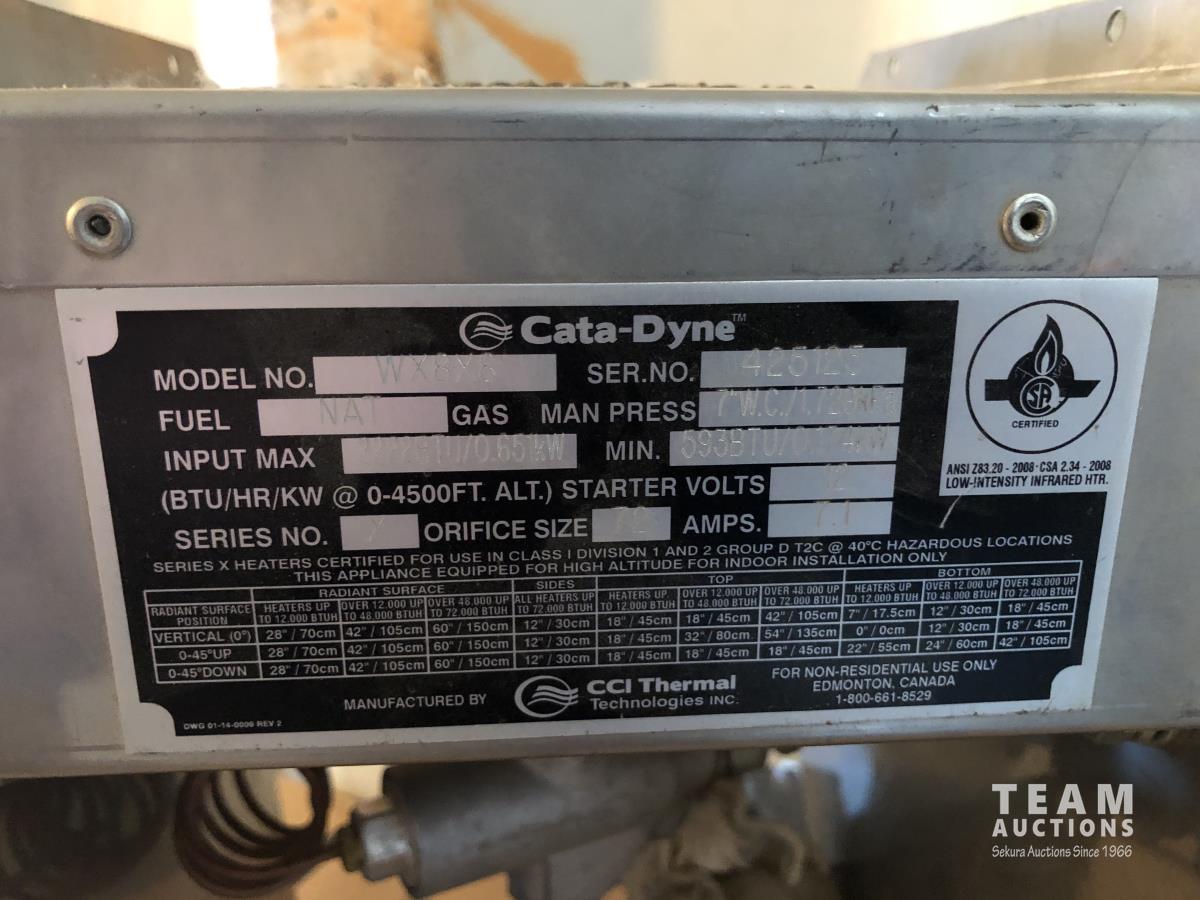 Cata-Dyne™
MODEL NO. WX8X8 SER.NO. 425126
FUEL NAT GAS MAN PRESS 7"W.C./1.728KPa
INPUT MAX /0.651KW MIN. 593BTU/
(BTU/HR/KW @ 0-4500FT. ALT.) STARTER VOLTS 12
SERIES NO. X ORIFICE SIZE 72 AMPS. 7.1
SERIES X HEATERS CERTIFIED FOR USE IN CLASS I DIVISION 1 AND 2 GROUP D T2C @ 40°C HAZARDOUS LOCATIONS
THIS APPLIANCE EQUIPPED FOR HIGH ALTITUDE FOR INDOOR INSTALLATION ONLY
CERTIFIED
ANSI Z83.20 - 2008 · CSA 2.34 - 2008
LOW-INTENSITY INFRARED HTR.
RADIANT SURFACE SIDES TOP BOTTOM
RADIANT SURFACE POSITION HEATERS UP TO 12.000 BTUH OVER 12.000 UP TO 48.000 BTUH OVER 48.000 UP TO 72.000 BTUH ALL HEATERS UP TO 72.000 BTUH HEATERS UP TO 12.000 BTUH OVER 12.000 UP TO 48.000 BTUH OVER 48.000 UP TO 72.000 BTUH HEATERS UP TO 12.000 BTUH OVER 12.000 UP TO 48.000 BTUH OVER 48.000 UP TO 72.000 BTUH
VERTICAL (0°) 28" / 70cm 42" / 105cm 60" / 150cm 12" / 30cm 18" / 45cm 18" / 45cm 42" / 105cm 7" / 17.5cm 12" / 30cm 18" / 45cm
0-45°UP 28" / 70cm 42" / 105cm 60" / 150cm 12" / 30cm 18" / 45cm 32" / 80cm 54" / 135cm 0" / 0cm 12" / 30cm 18" / 45cm
0-45°DOWN 28" / 70cm 42" / 105cm 60" / 150cm 12" / 30cm 18" / 45cm 18" / 45cm 18" / 45cm 22" / 55cm 24" / 60cm 42" / 105cm
MANUFACTURED BY CCI Thermal
Technologies INC.
FOR NON-RESIDENTIAL USE ONLY
EDMONTON, CANADA
1-800-661-8529
DWG 01-14-0009 REV 2
TEAM
AUCTIONS
Sekura Auctions Since 1966